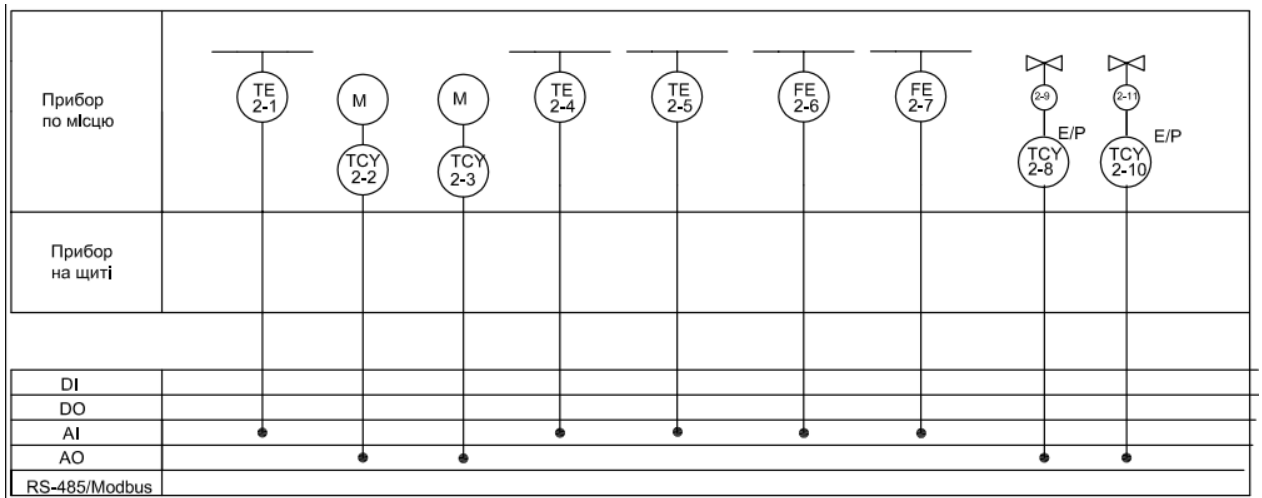 Прибор
по місцю
TE
2-1
M
TCY
2-2
M
TCY
2-3
TE
2-4
TE
2-5
FE
2-6
FE
2-7
2-9
E/P
TCY
2-8
2-11
E/P
TCY
2-10
Прибор
на щиті
DI
DO
AI
AO
RS-485/Modbus